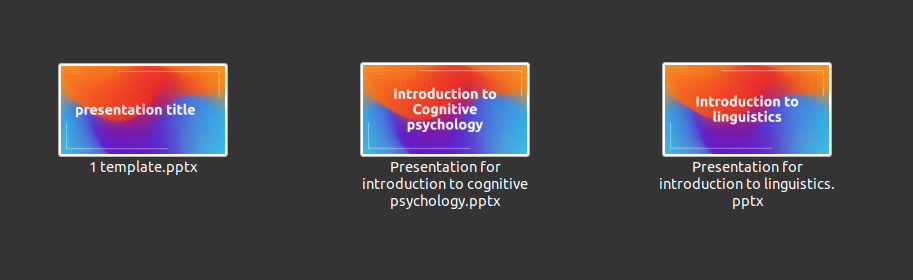 presentation title
1 template.pptx
Introduction to
Cognitive
psychology
Presentation for
introduction to cognitive
psychology.pptx
Introduction to
linguistics
Presentation for
introduction to linguistics.
pptx